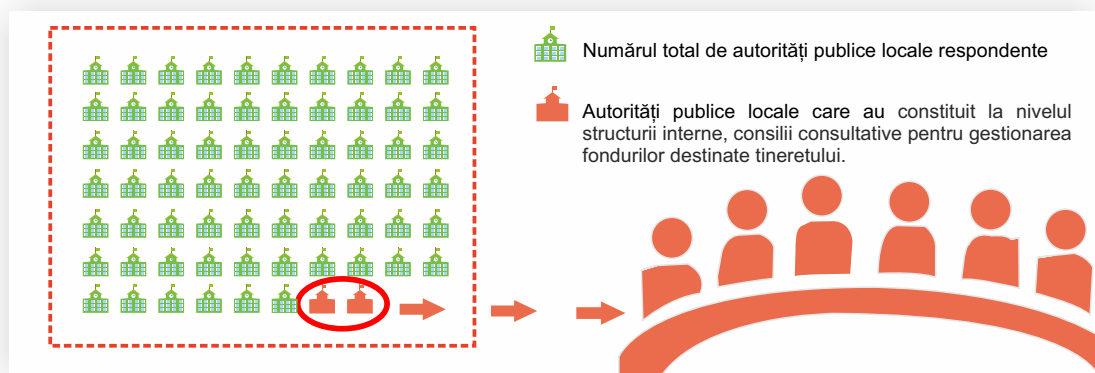 Numărul total de autorități publice locale respondente
Autorități publice locale care au constituit la nivelul
structurii interne, consilii consultative pentru gestionarea
fondurilor destinate tineretului.